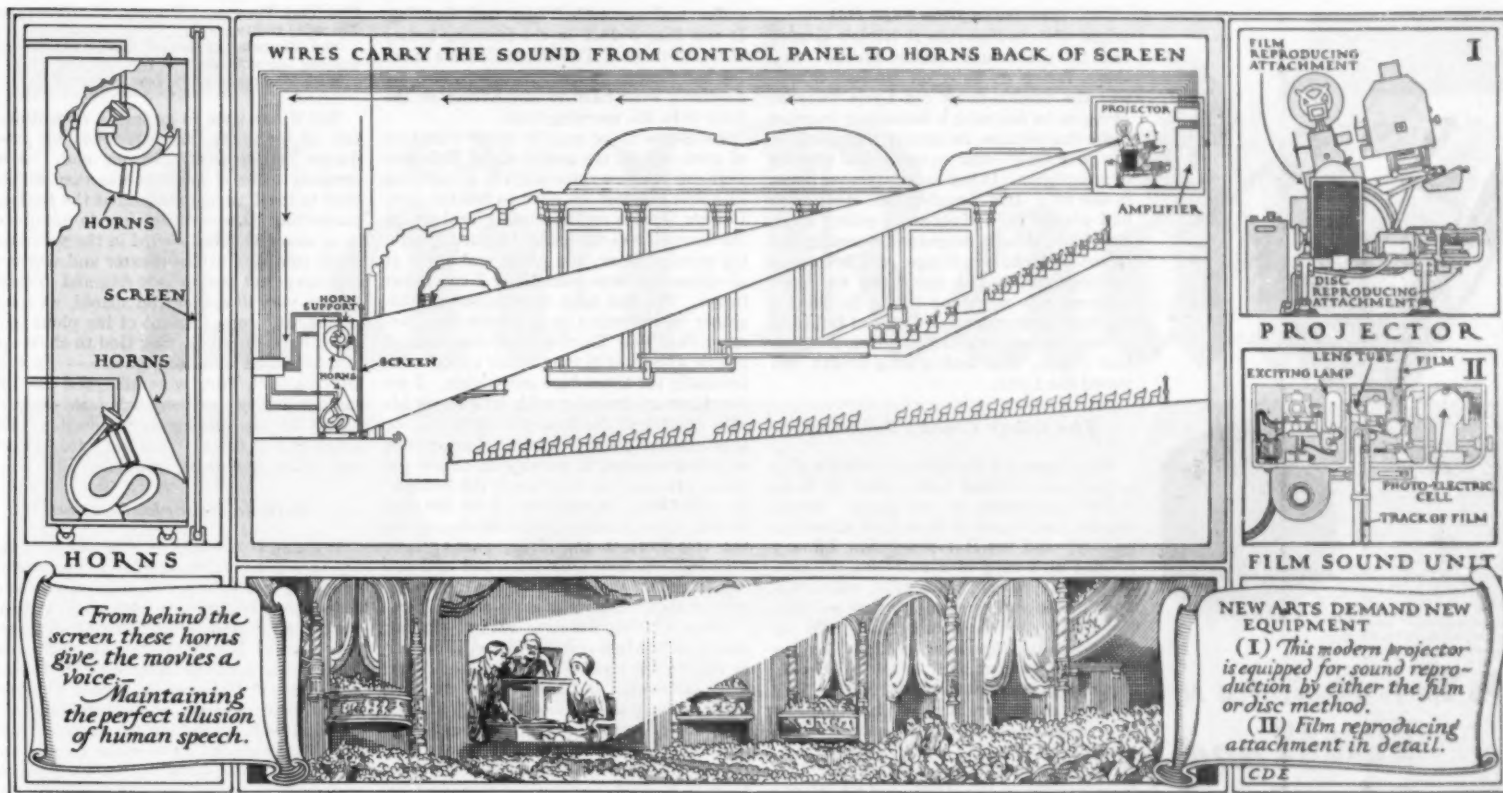 WIRES CARRY THE SOUND FROM CONTROL PANEL TO HORNS BACK OF SCREEN
HORNS
SCREEN
HORNS
HORNS
From behind the
screen these horns
give the movies a
voice:—
Maintaining
the perfect illusion
of human speech.
PROJECTOR
AMPLIFIER
HORN
SUPPORT
SCREEN
HORNS
I
FILM
REPRODUCING
ATTACHMENT
DISC
REPRODUCING
ATTACHMENT
PROJECTOR
II
LENS TUBE
FILM
EXCITING LAMP
PHOTO-ELECTRIC
CELL
TRACK OF FILM
FILM SOUND UNIT
NEW ARTS DEMAND NEW
EQUIPMENT
(I) This modern projector
is equipped for sound repro-
duction by either the film
or disc method.
(II) Film reproducing
attachment in detail.
CDE